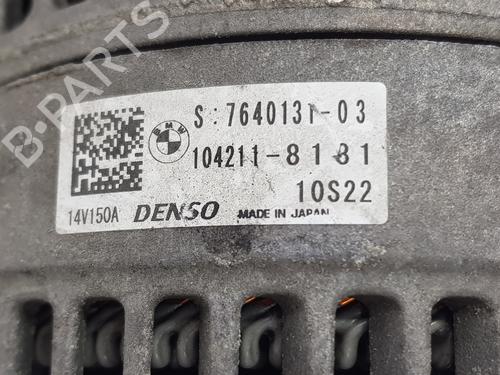 B-PARTS
BMW
S:7640131-03
104211-8181
10S22
14V150A DENSO MADE IN JAPAN